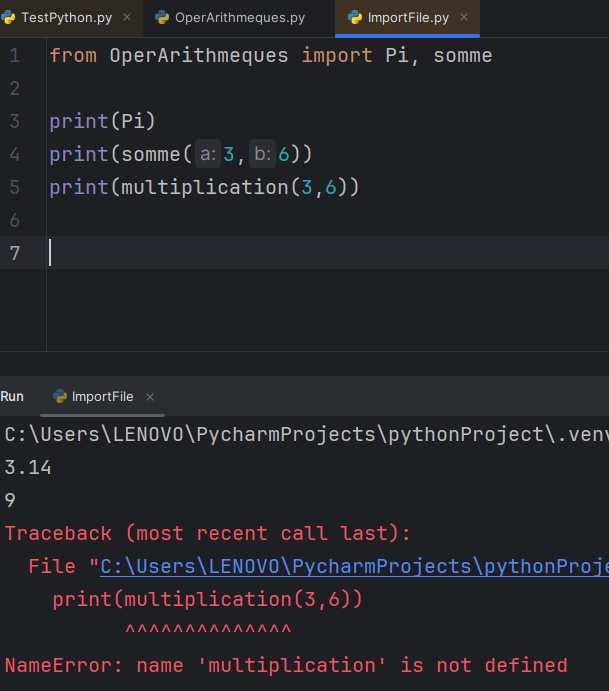 TestPython.py × OperArithmeques.py ImportFile.py ×
1 from OperArithmeques import Pi, somme
2
3 print(Pi)
4 print(somme( a: 3, b: 6))
5 print(multiplication(3,6))
6
7
Run ImportFile ×
C:\Users\LENOVO\PycharmProjects\pythonProject\.venv
3.14
9
Traceback (most recent call last):
File "C:\Users\LENOVO\PycharmProjects\pythonProje
print(multiplication(3,6))
^^^^^^^^^^^^^^
NameError: name 'multiplication' is not defined